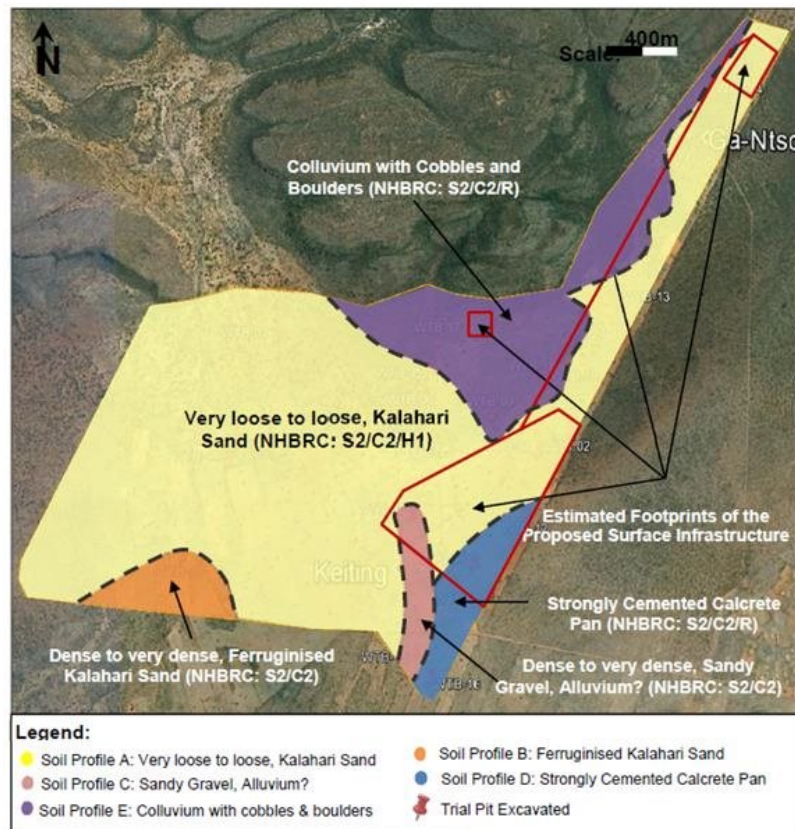 N
Scale:
400m
Colluvium with Cobbles and
Boulders (NHBRC: S2/C2/R)
Very loose to loose, Kalahari
Sand (NHBRC: S2/C2/H1)
Estimated Footprints of the
Proposed Surface Infrastructure
Keiting
Strongly Cemented Calcrete
Pan (NHBRC: S2/C2/R)
Dense to very dense, Ferruginised
Kalahari Sand (NHBRC: S2/C2)
Dense to very dense, Sandy
Gravel, Alluvium? (NHBRC: S2/C2)
WTB-16
Legend:
Soil Profile A: Very loose to loose, Kalahari Sand
Soil Profile B: Ferruginised Kalahari Sand
Soil Profile C: Sandy Gravel, Alluvium?
Soil Profile D: Strongly Cemented Calcrete Pan
Soil Profile E: Colluvium with cobbles & boulders
Trial Pit Excavated